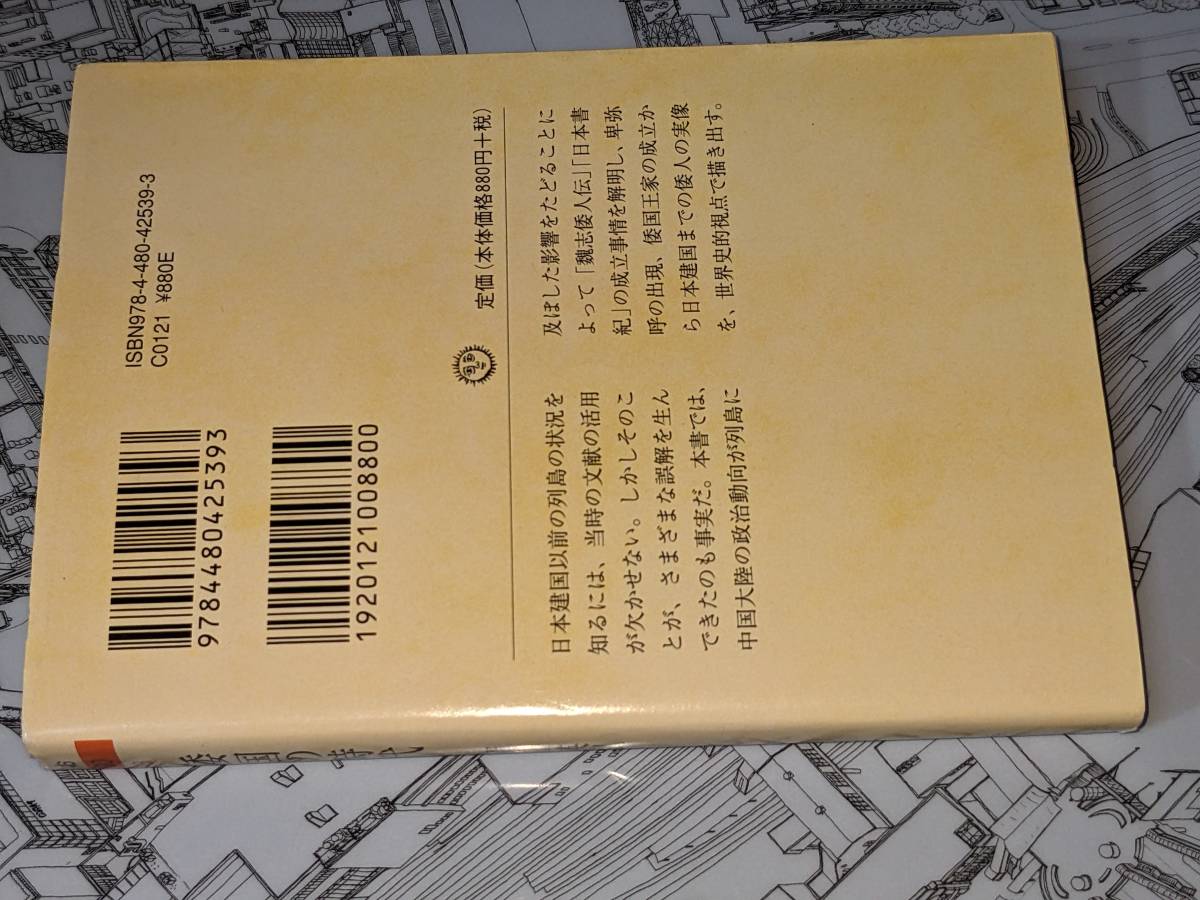 ISBN978-4-480-42539-3
C0121 ¥880E
定価(本体価格880円+税)
9784480425393
1920121008800
日本建国以前の列島の状況を
知るには、当時の文献の活用
が欠かせない。しかしそのこ
とが、さまざまな誤解を生ん
できたのも事実だ。本書では、
中国大陸の政治動向が列島に
及ぼした影響をたどることに
よって「魏志倭人伝」「日本書
紀」の成立事情を解明し、卑弥
呼の出現、倭国王家の成立か
ら日本建国までの倭人の実像
を、世界史的視点で描き出す。
倭国の時代